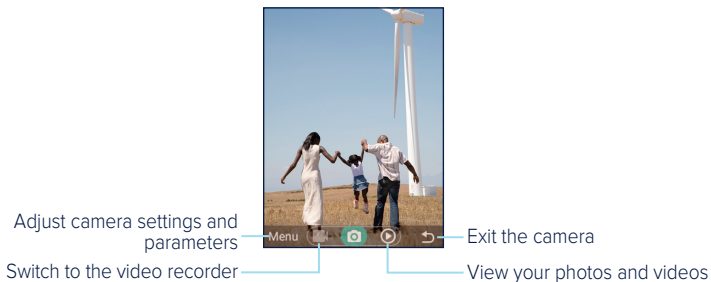 Adjust camera settings and
parameters
Menu
Exit the camera
Switch to the video recorder
View your photos and videos